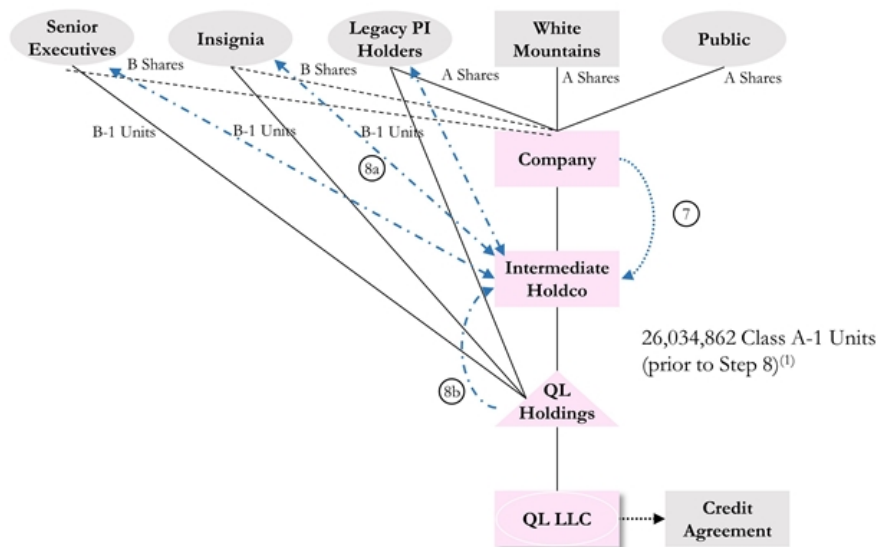 Senior
Executives
Insignia
Legacy PI
Holders
White
Mountains
Public
B Shares
B Shares
A Shares
A Shares
A Shares
B-1 Units
B-1 Units
B-1 Units
8a
Company
7
Intermediate
Holdco
26,034,862 Class A-1 Units
(prior to Step 8)(1)
8b
QL
Holdings
QL LLC
Credit
Agreement